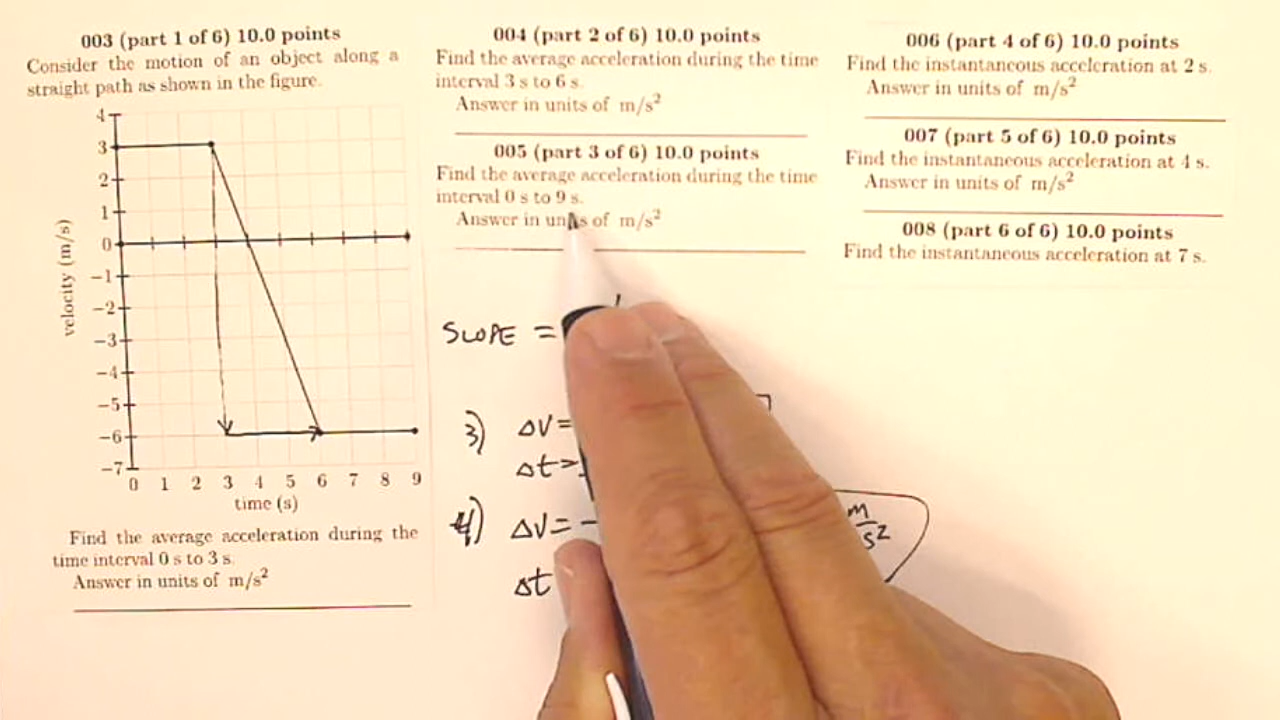 003 (part 1 of 6) 10.0 points
Consider the motion of an object along a
straight path as shown in the figure.
4
3
2
1
0
−1
−2
−3
−4
−5
−6
−7
velocity (m/s)
0 1 2 3 4 5 6 7 8 9
time (s)
Find the average acceleration during the
time interval 0 s to 3 s.
Answer in units of m/s²
004 (part 2 of 6) 10.0 points
Find the average acceleration during the time
interval 3 s to 6 s.
Answer in units of m/s²
005 (part 3 of 6) 10.0 points
Find the average acceleration during the time
interval 0 s to 9 s.
Answer in units of m/s²
SLOPE =
3) ΔV=
Δt=
4) ΔV= −
Δt
m/s²
006 (part 4 of 6) 10.0 points
Find the instantaneous acceleration at 2 s.
Answer in units of m/s²
007 (part 5 of 6) 10.0 points
Find the instantaneous acceleration at 4 s.
Answer in units of m/s²
008 (part 6 of 6) 10.0 points
Find the instantaneous acceleration at 7 s.